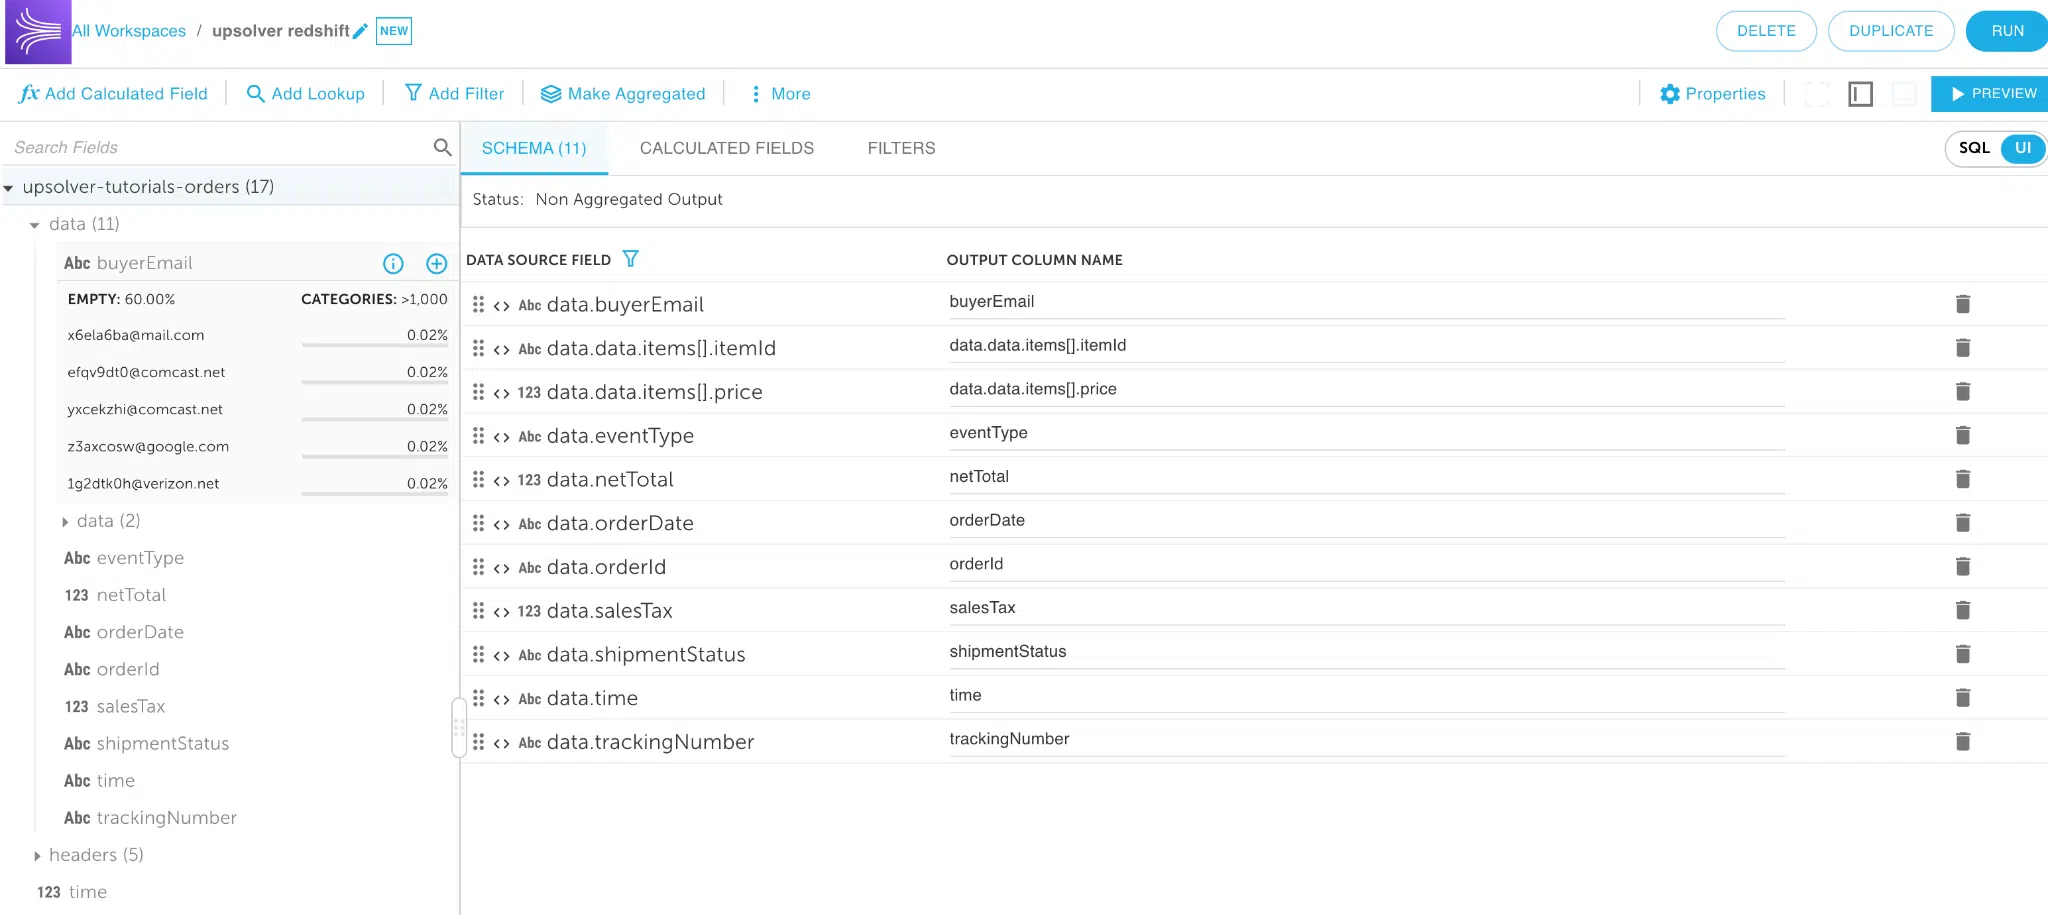 All Workspaces / upsolver redshift NEW
DELETE DUPLICATE RUN
fx Add Calculated Field Add Lookup Add Filter Make Aggregated More Properties PREVIEW
Search Fields
upsolver-tutorials-orders (17)
data (11)
Abc buyerEmail
EMPTY: 60.00% CATEGORIES: >1,000
x6ela6ba@mail.com 0.02%
efqv9dt0@comcast.net 0.02%
yxcekzhi@comcast.net 0.02%
z3axcosw@google.com 0.02%
1g2dtk0h@verizon.net 0.02%
data (2)
Abc eventType
123 netTotal
Abc orderDate
Abc orderId
123 salesTax
Abc shipmentStatus
Abc time
Abc trackingNumber
headers (5)
123 time
SCHEMA (11) CALCULATED FIELDS FILTERS SQL UI
Status: Non Aggregated Output
DATA SOURCE FIELD OUTPUT COLUMN NAME
<> Abc data.buyerEmail buyerEmail
<> Abc data.data.items[].itemId data.data.items[].itemId
<> 123 data.data.items[].price data.data.items[].price
<> Abc data.eventType eventType
<> 123 data.netTotal netTotal
<> Abc data.orderDate orderDate
<> Abc data.orderId orderId
<> 123 data.salesTax salesTax
<> Abc data.shipmentStatus shipmentStatus
<> Abc data.time time
<> Abc data.trackingNumber trackingNumber